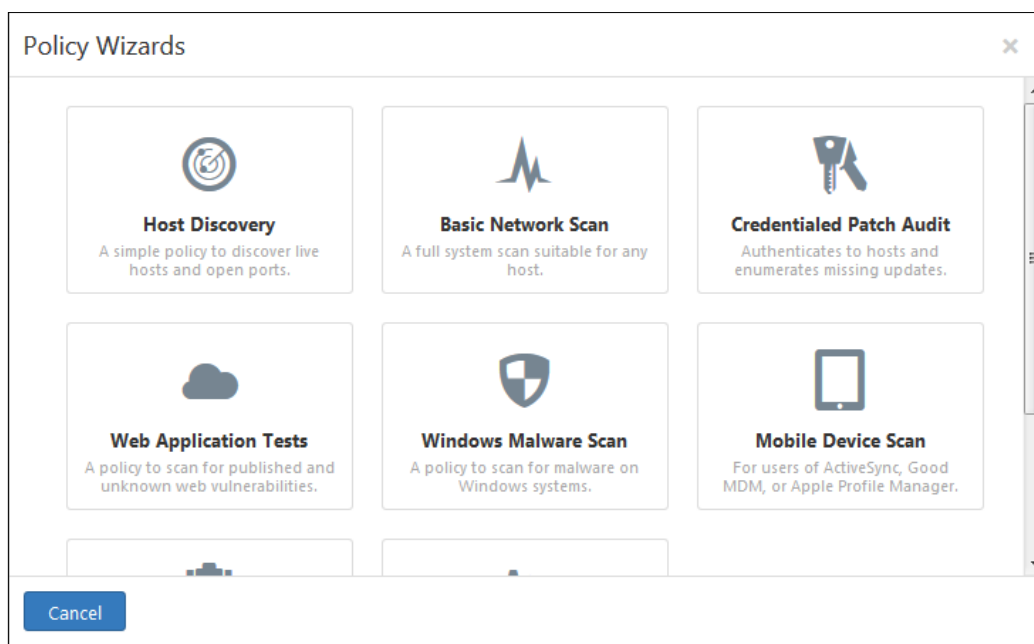 Policy Wizards
Host Discovery
A simple policy to discover live
hosts and open ports.
Basic Network Scan
A full system scan suitable for any
host.
Credentialed Patch Audit
Authenticates to hosts and
enumerates missing updates.
Web Application Tests
A policy to scan for published and
unknown web vulnerabilities.
Windows Malware Scan
A policy to scan for malware on
Windows systems.
Mobile Device Scan
For users of ActiveSync, Good
MDM, or Apple Profile Manager.
Cancel